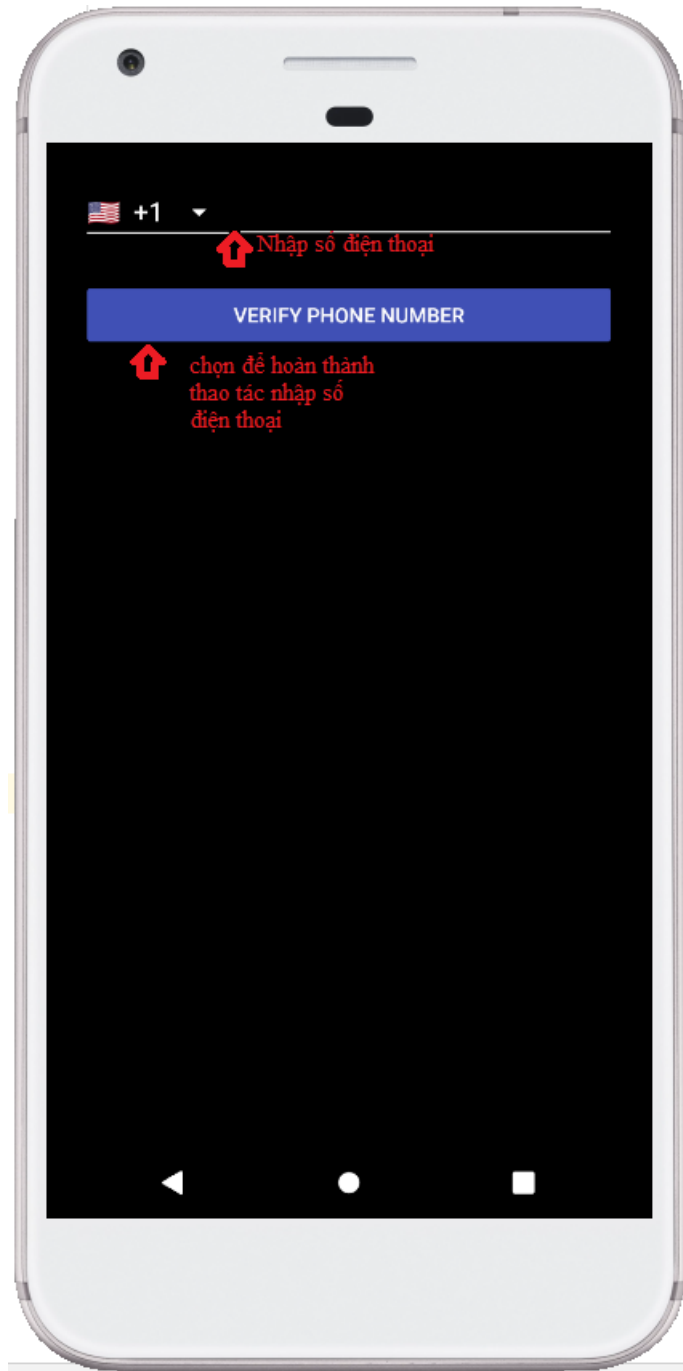 +1
Nhập số điện thoại
VERIFY PHONE NUMBER
chọn để hoàn thành
thao tác nhập số
điện thoại